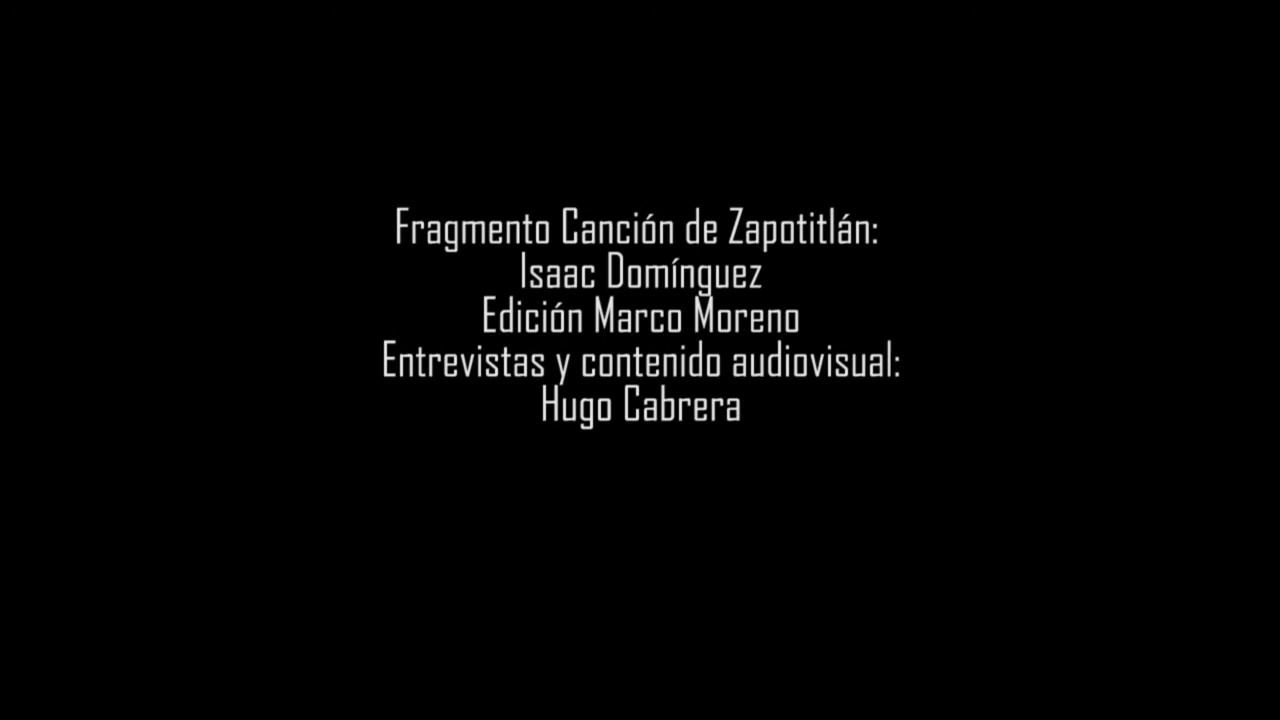 Fragmento Canción de Zapotitlán:
Isaac Domínguez
Edición Marco Moreno
Entrevistas y contenido audiovisual:
Hugo Cabrera